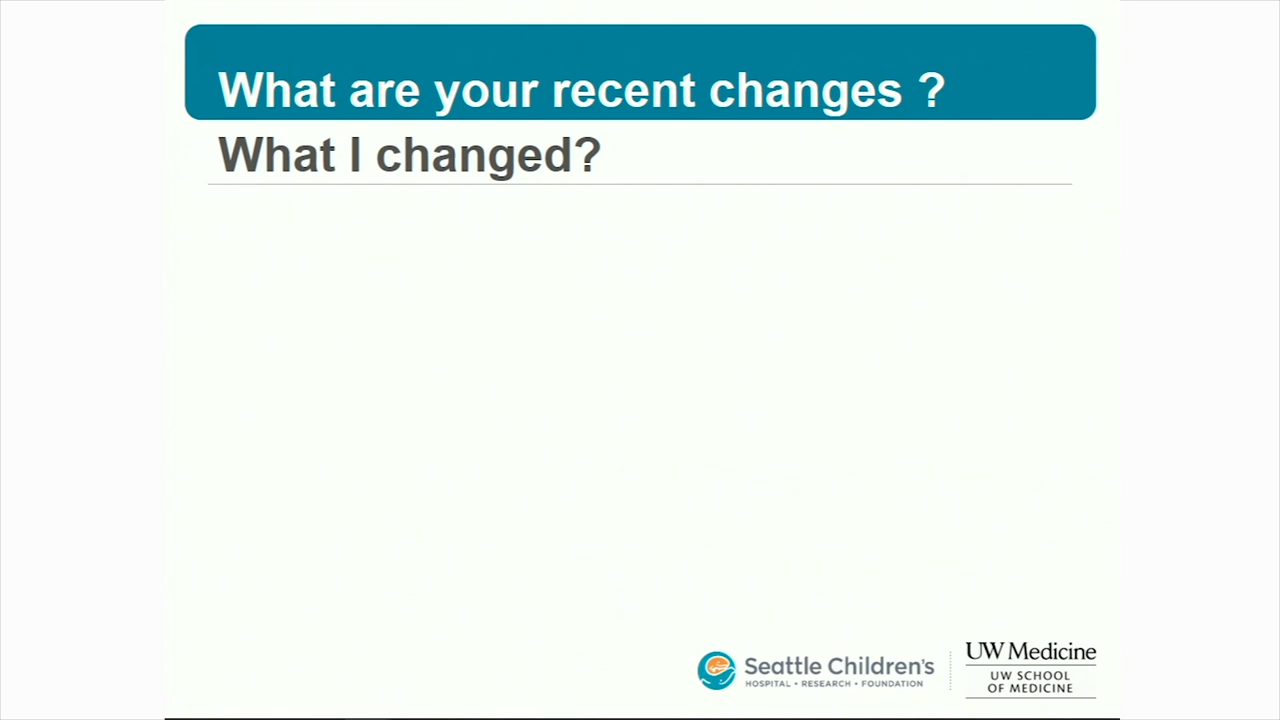 What are your recent changes ?
What I changed?
Seattle Children's
HOSPITAL • RESEARCH • FOUNDATION
UW Medicine
UW SCHOOL
OF MEDICINE